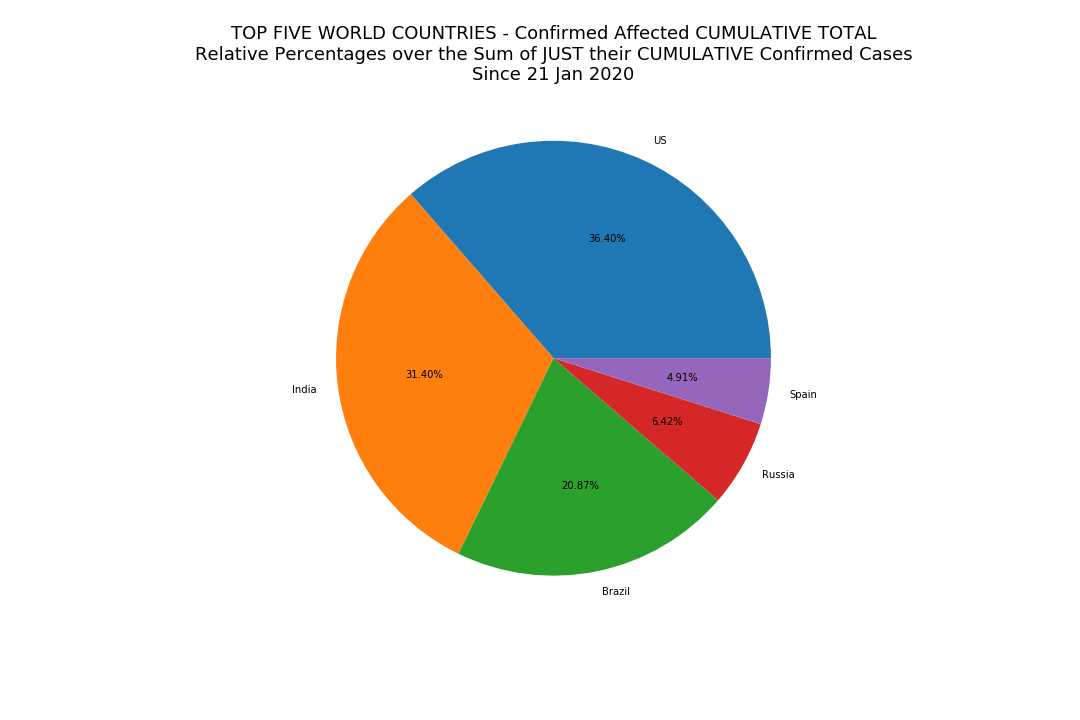 TOP FIVE WORLD COUNTRIES - Confirmed Affected CUMULATIVE TOTAL
Relative Percentages over the Sum of JUST their CUMULATIVE Confirmed Cases
Since 21 Jan 2020
US
36.40%
India
31.40%
Brazil
20.87%
Russia
6.42%
Spain
4.91%